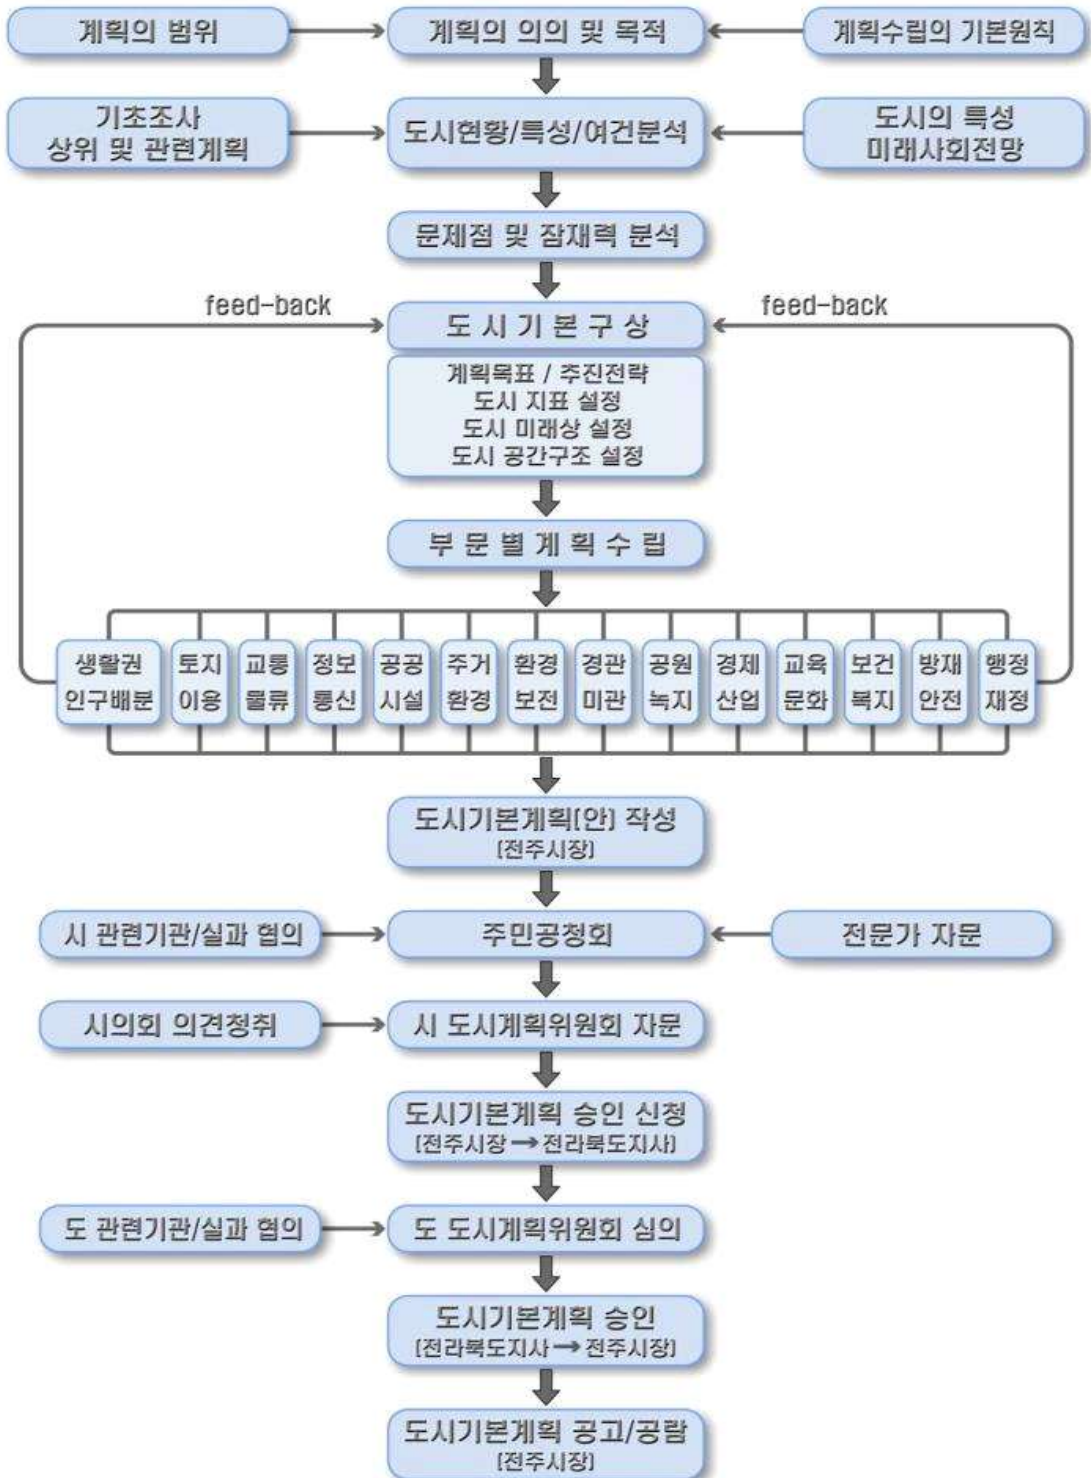 계획의 범위
계획의 의의 및 목적
계획수립의 기본원칙
기초조사
상위 및 관련계획
도시현황/특성/여건분석
도시의 특성
미래사회전망
문제점 및 잠재력 분석
feed-back
feed-back
도 시 기 본 구 상
계획목표 / 추진전략
도시 지표 설정
도시 미래상 설정
도시 공간구조 설정
부 문 별 계 획 수 립
생활권
인구배분
토지
이용
교통
물류
정보
통신
공공
시설
주거
환경
환경
보전
경관
미관
공원
녹지
경제
산업
교육
문화
보건
복지
방재
안전
행정
재정
도시기본계획(안) 작성
(전주시장)
시 관련기관/실과 협의
주민공청회
전문가 자문
시의회 의견청취
시 도시계획위원회 자문
도시기본계획 승인 신청
(전주시장→전라북도지사)
도 관련기관/실과 협의
도 도시계획위원회 심의
도시기본계획 승인
(전라북도지사→전주시장)
도시기본계획 공고/공람
(전주시장)